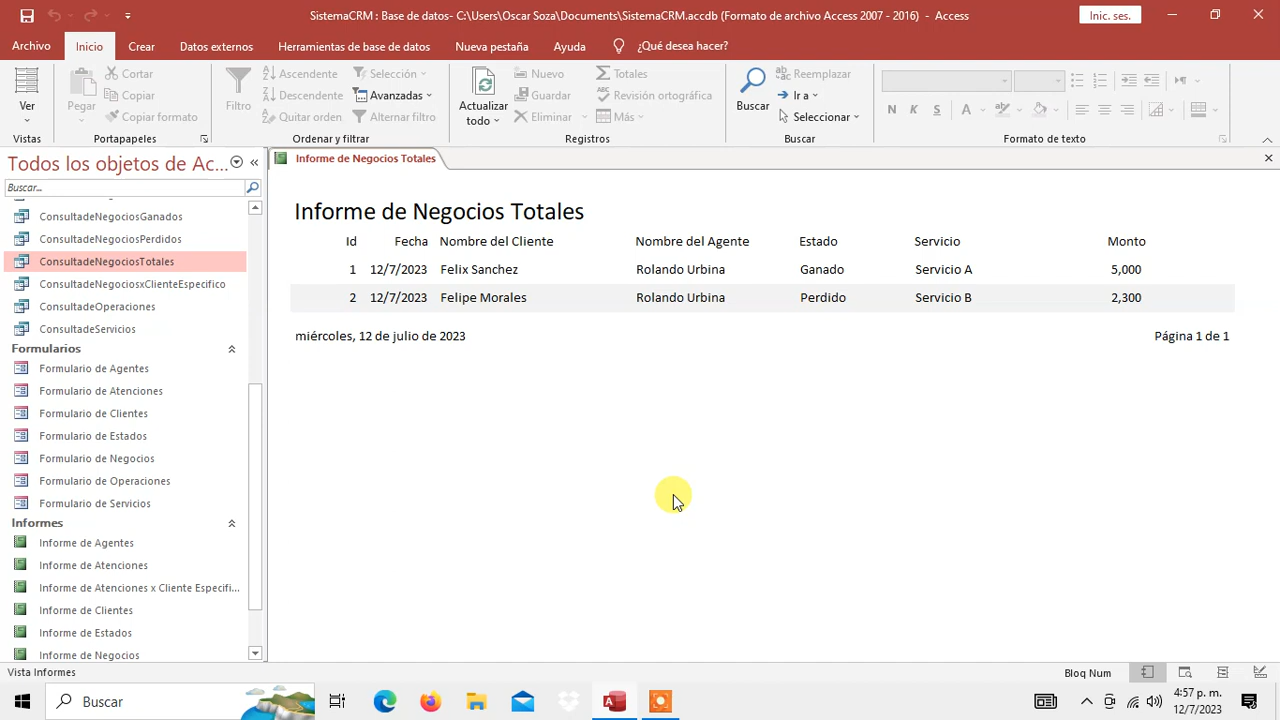 SistemaCRM : Base de datos- C:\Users\Oscar Soza\Documents\SistemaCRM.accdb (Formato de archivo Access 2007 - 2016) - Access
Inic. ses.
Archivo Inicio Crear Datos externos Herramientas de base de datos Nueva pestaña Ayuda ¿Qué desea hacer?
Ver
Vistas
Pegar
Cortar
Copiar
Copiar formato
Portapapeles
Filtro
Ascendente
Descendente
Quitar orden
Selección
Avanzadas
Alternar filtro
Ordenar y filtrar
Actualizar
todo
Nuevo
Guardar
Eliminar
Totales
Revisión ortográfica
Más
Registros
Buscar
Reemplazar
Ir a
Seleccionar
Buscar
N K S A
Formato de texto
Todos los objetos de Ac...
Buscar...
ConsultadeNegociosGanados
ConsultadeNegociosPerdidos
ConsultadeNegociosTotales
ConsultadeNegociosxClienteEspecifico
ConsultadeOperaciones
ConsultadeServicios
Formularios
Formulario de Agentes
Formulario de Atenciones
Formulario de Clientes
Formulario de Estados
Formulario de Negocios
Formulario de Operaciones
Formulario de Servicios
Informes
Informe de Agentes
Informe de Atenciones
Informe de Atenciones x Cliente Especifi...
Informe de Clientes
Informe de Estados
Informe de Negocios
Informe de Negocios Totales
Informe de Negocios Totales
Id Fecha Nombre del Cliente Nombre del Agente Estado Servicio Monto
1 12/7/2023 Felix Sanchez Rolando Urbina Ganado Servicio A 5,000
2 12/7/2023 Felipe Morales Rolando Urbina Perdido Servicio B 2,300
miércoles, 12 de julio de 2023 Página 1 de 1
Vista Informes
Bloq Num
Buscar
4:57 p. m.
12/7/2023